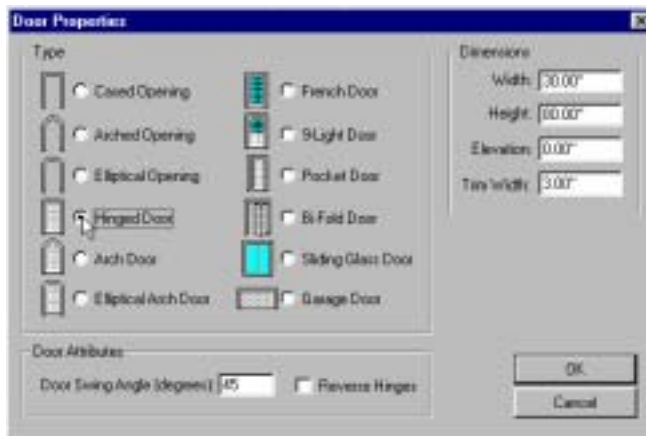 Door Properties
Type
Cased Opening
Arched Opening
Elliptical Opening
Hinged Door
Arch Door
Elliptical Arch Door
French Door
9-Light Door
Pocket Door
Bi-Fold Door
Sliding Glass Door
Garage Door
Dimensions
Width: 30.00"
Height: 80.00"
Elevation: 0.00"
Trim Width: 3.00"
Door Attributes
Door Swing Angle (degrees): 45
Reverse Hinges
OK
Cancel